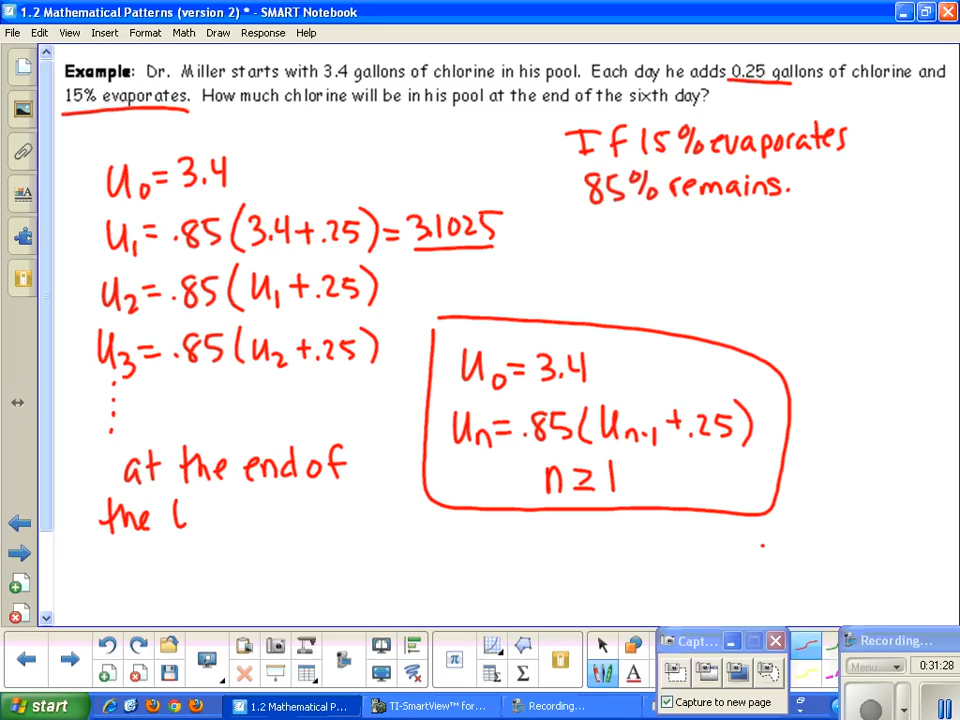 1.2 Mathematical Patterns (version 2) * - SMART Notebook
File Edit View Insert Format Math Draw Response Help
Example: Dr. Miller starts with 3.4 gallons of chlorine in his pool. Each day he adds 0.25 gallons of chlorine and
15% evaporates. How much chlorine will be in his pool at the end of the sixth day?
If 15% evaporates
85% remains.
U₀ = 3.4
U₁ = .85(3.4+.25) = 3.1025
U₂ = .85(U₁ + .25)
U₃ = .85(U₂ + .25)
U₀ = 3.4
Uₙ = .85(Uₙ₋₁ + .25)
n ≥ 1
at the end of
the
Capt...
Capture to new page
Recording...
Menu
0:31:28
start
1.2 Mathematical P...
TI-SmartView™ for...
Recording...